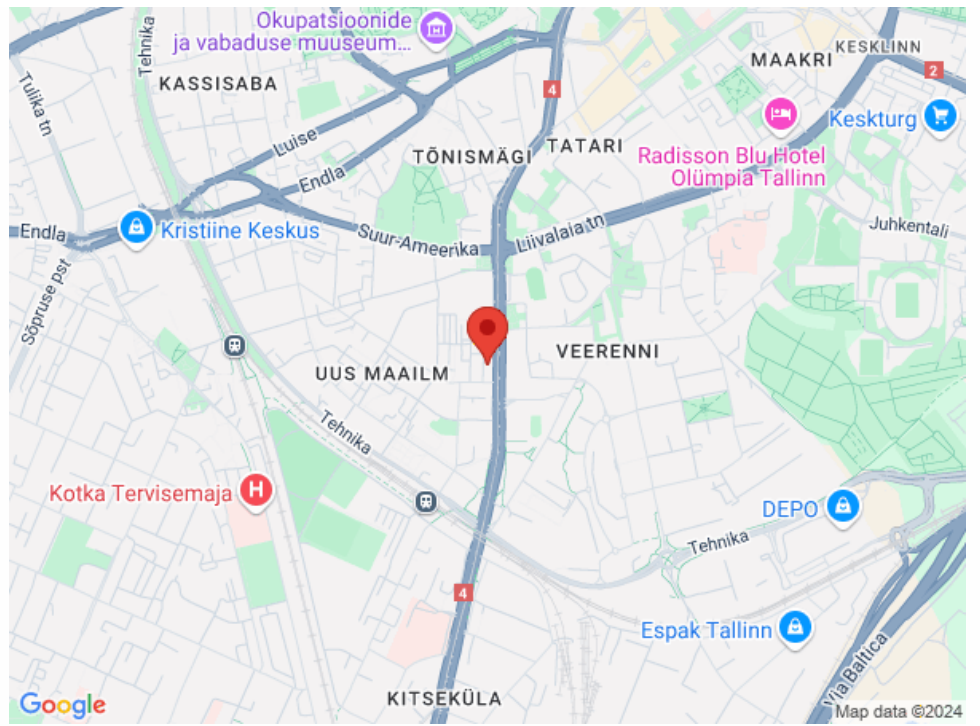 Okupatsioonide
ja vabaduse muuseum...
Tehnika
KASSISABA
Tulika tn
MAAKRI
KESKLINN
2
4
Keskturg
Luise
TÕNISMÄGI
TATARI
Radisson Blu Hotel
Olümpia Tallinn
Endla
Endla
Kristiine Keskus
Suur-Ameerika
Liivalaia tn
Juhkentali
Sõpruse pst
UUS MAAILM
VEERENNI
Tehnika
Kotka Tervisemaja
H
DEPO
Tehnika
4
Espak Tallinn
Via Baltica
KITSEKÜLA
Google
Map data ©2024